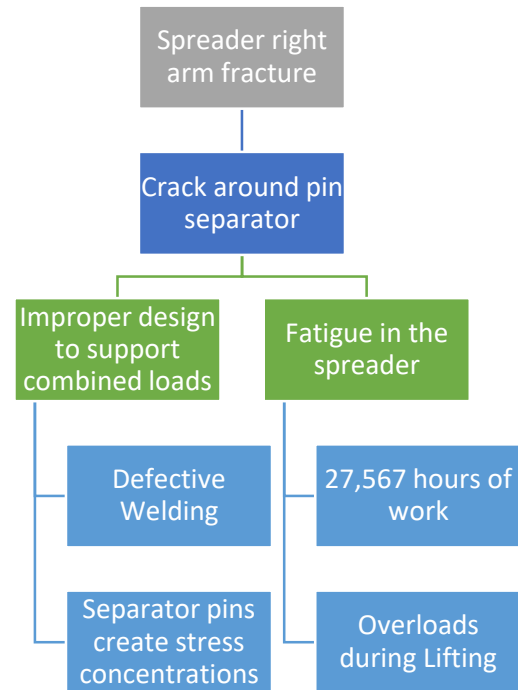 Spreader right
arm fracture
Crack around pin
separator
Improper design
to support
combined loads
Fatigue in the
spreader
Defective
Welding
27,567 hours of
work
Separator pins
create stress
concentrations
Overloads
during Lifting